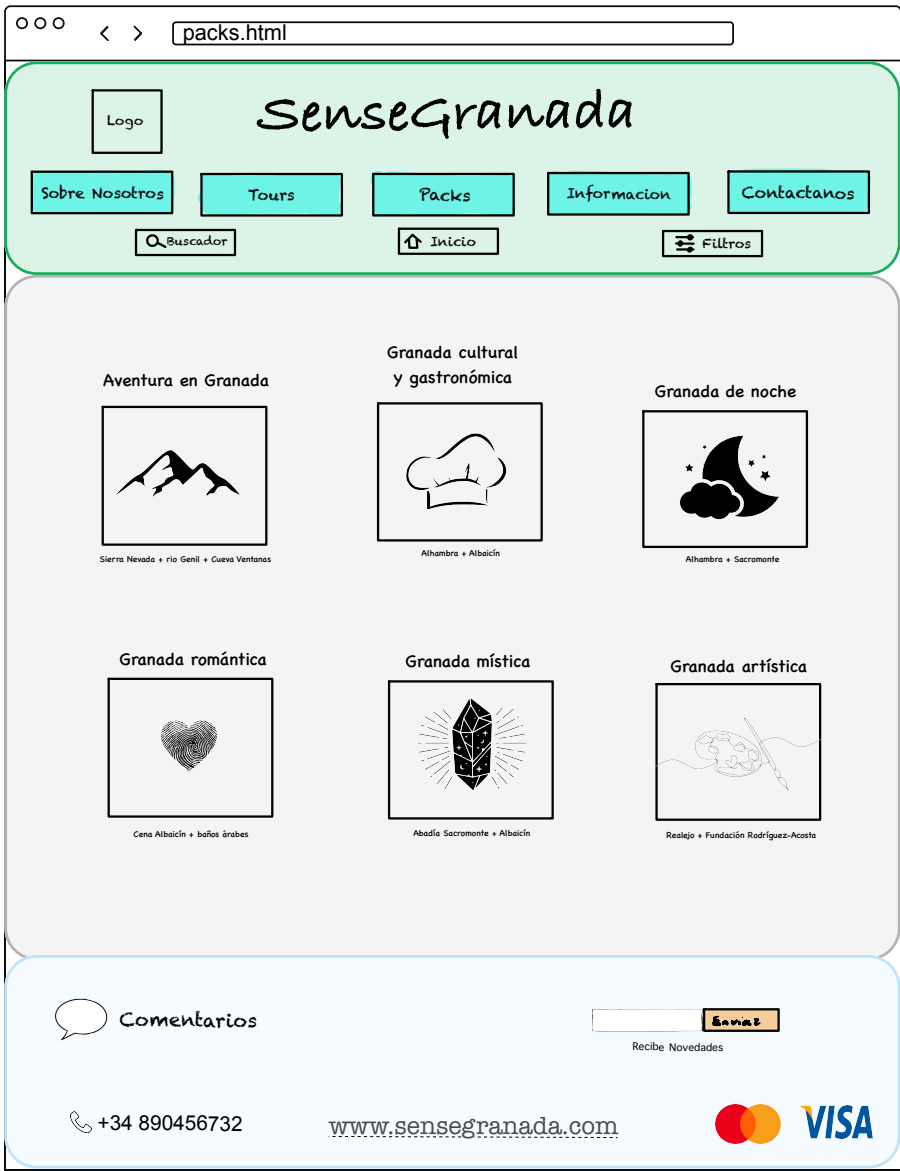 packs.html
Logo
SenseGranada
Sobre Nosotros
Tours
Packs
Informacion
Contactanos
Buscador
Inicio
Filtros
Aventura en Granada
Granada cultural
y gastronómica
Granada de noche
Sierra Nevada + rio Genil + Cueva Ventanas
Alhambra + Albaicín
Alhambra + Sacromonte
Granada romántica
Granada mística
Granada artística
Cena Albaicín + baños árabes
Abadía Sacromonte + Albaicín
Realejo + Fundación Rodríguez-Acosta
Comentarios
Enviar
Recibe Novedades
+34 890456732
www.sensegranada.com
VISA